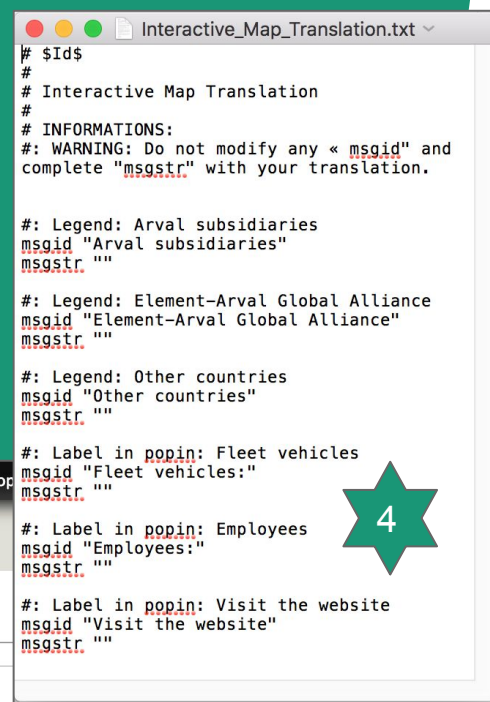 Interactive_Map_Translation.txt
# $Id$
#
# Interactive Map Translation
#
# INFORMATIONS:
#: WARNING: Do not modify any « msgid" and
complete "msgstr" with your translation.
#: Legend: Arval subsidiaries
msgid "Arval subsidiaries"
msgstr ""
#: Legend: Element-Arval Global Alliance
msgid "Element-Arval Global Alliance"
msgstr ""
#: Legend: Other countries
msgid "Other countries"
msgstr ""
#: Label in popin: Fleet vehicles
msgid "Fleet vehicles:"
msgstr ""
#: Label in popin: Employees
msgid "Employees:"
msgstr ""
#: Label in popin: Visit the website
msgid "Visit the website"
msgstr ""
4